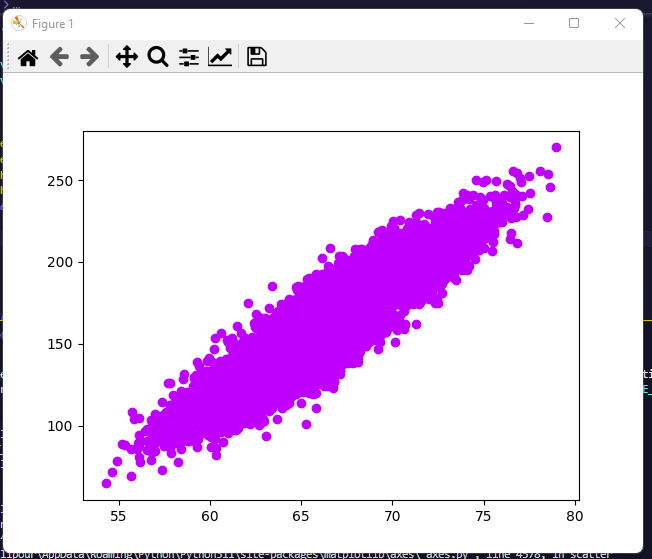 Figure 1
250
200
150
100
55 60 65 70 75 80
\AppData\Roaming\Python\Python311\site-packages\matplotlib\axes\_axes.py", line 4578, in scatter